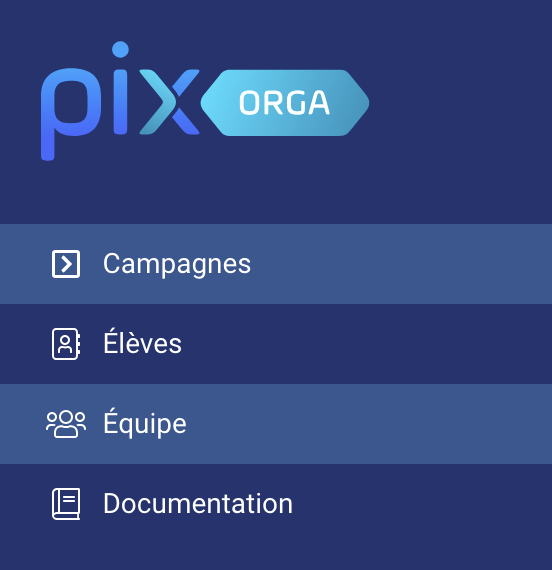 pix ORGA
Campagnes
Élèves
Équipe
Documentation